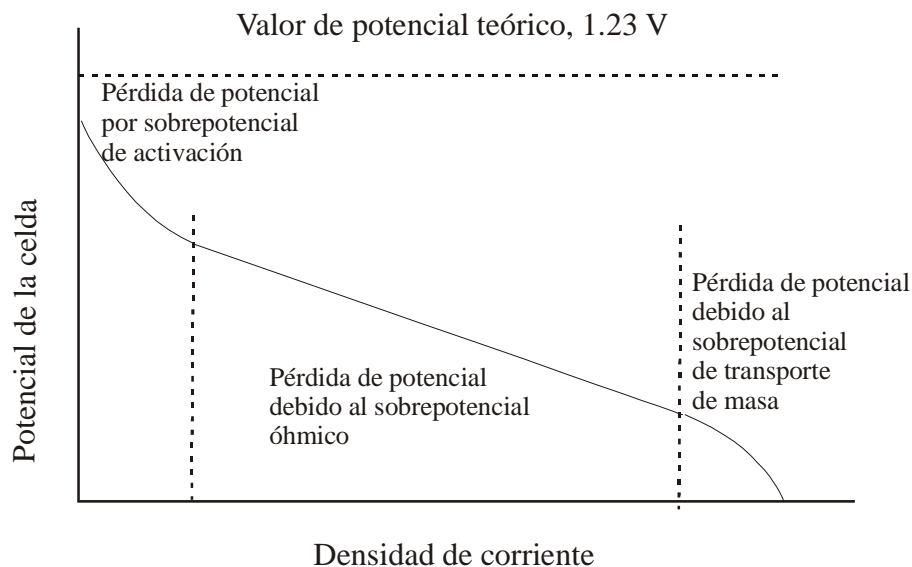 Valor de potencial teórico, 1.23 V
Pérdida de potencial
por sobrepotencial
de activación
Potencial de la celda
Pérdida de potencial
debido al sobrepotencial
óhmico
Pérdida de potencial
debido al
sobrepotencial
de transporte
de masa
Densidad de corriente